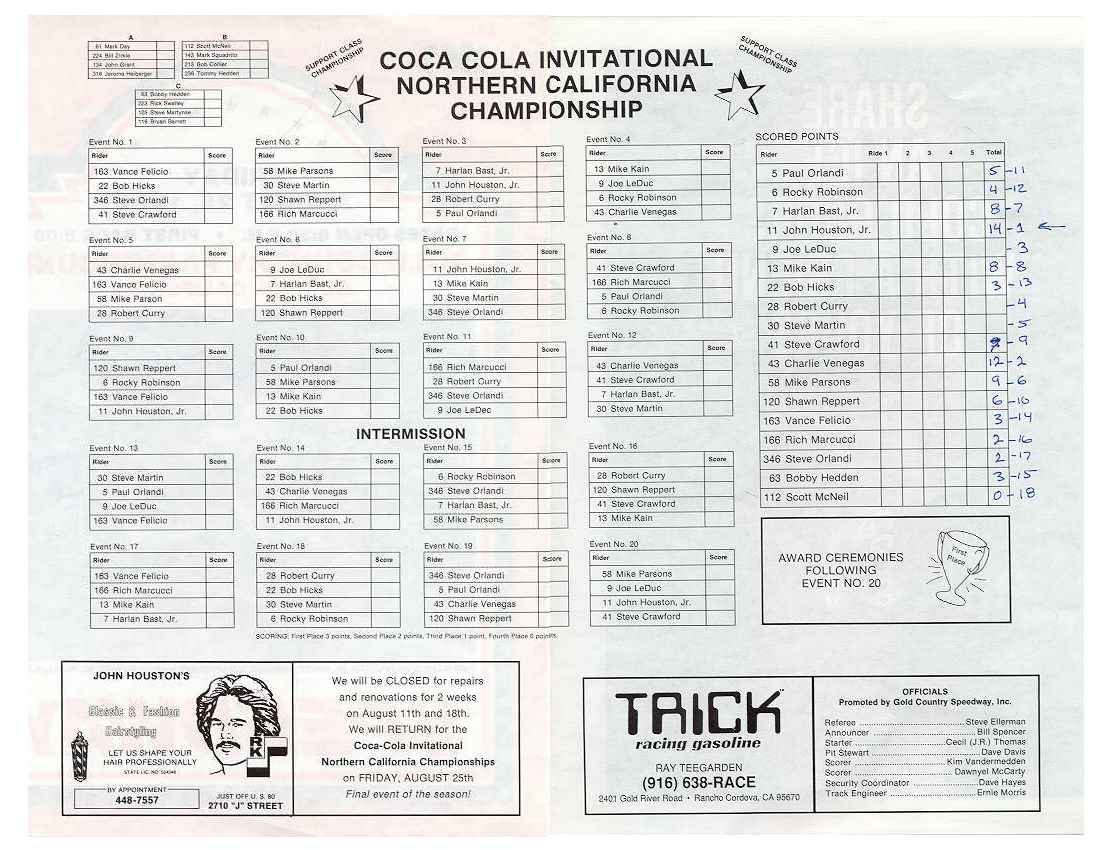 A
61 Mark Day
224 Bill Zinkle
134 John Grant
316 Jerome Heiberger
B
112 Scott McNeil
143 Mark Squadrito
213 Bob Collier
236 Tommy Hedden
C
63 Bobby Hedden
223 Rick Swalley
125 Steve Martynse
116 Bryan Barrett
SUPPORT CLASS
CHAMPIONSHIP
COCA COLA INVITATIONAL
NORTHERN CALIFORNIA
CHAMPIONSHIP
SUPPORT CLASS
CHAMPIONSHIP
Event No. 1
Rider Score
163 Vance Felicio
22 Bob Hicks
346 Steve Orlandi
41 Steve Crawford
Event No. 2
Rider Score
58 Mike Parsons
30 Steve Martin
120 Shawn Reppert
166 Rich Marcucci
Event No. 3
Rider Score
7 Harlan Bast, Jr.
11 John Houston, Jr.
28 Robert Curry
5 Paul Orlandi
Event No. 4
Rider Score
13 Mike Kain
9 Joe LeDuc
6 Rocky Robinson
43 Charlie Venegas
Event No. 5
Rider Score
43 Charlie Venegas
163 Vance Felicio
58 Mike Parson
28 Robert Curry
Event No. 6
Rider Score
9 Joe LeDuc
7 Harlan Bast, Jr.
22 Bob Hicks
120 Shawn Reppert
Event No. 7
Rider Score
11 John Houston, Jr.
13 Mike Kain
30 Steve Martin
346 Steve Orlandi
Event No. 8
Rider Score
41 Steve Crawford
166 Rich Marcucci
5 Paul Orlandi
6 Rocky Robinson
Event No. 9
Rider Score
120 Shawn Reppert
6 Rocky Robinson
163 Vance Felicio
11 John Houston, Jr.
Event No. 10
Rider Score
5 Paul Orlandi
58 Mike Parsons
13 Mike Kain
22 Bob Hicks
Event No. 11
Rider Score
166 Rich Marcucci
28 Robert Curry
346 Steve Orlandi
9 Joe LeDec
Event No. 12
Rider Score
43 Charlie Venegas
41 Steve Crawford
7 Harlan Bast, Jr.
30 Steve Martin
INTERMISSION
Event No. 13
Rider Score
30 Steve Martin
5 Paul Orlandi
9 Joe LeDuc
163 Vance Felicio
Event No. 14
Rider Score
22 Bob Hicks
43 Charlie Venegas
166 Rich Marcucci
11 John Houston, Jr.
Event No. 15
Rider Score
6 Rocky Robinson
346 Steve Orlandi
7 Harlan Bast, Jr.
58 Mike Parsons
Event No. 16
Rider Score
28 Robert Curry
120 Shawn Reppert
41 Steve Crawford
13 Mike Kain
Event No. 17
Rider Score
163 Vance Felicio
166 Rich Marcucci
13 Mike Kain
7 Harlan Bast, Jr.
Event No. 18
Rider Score
28 Robert Curry
22 Bob Hicks
30 Steve Martin
6 Rocky Robinson
Event No. 19
Rider Score
346 Steve Orlandi
5 Paul Orlandi
43 Charlie Venegas
120 Shawn Reppert
Event No. 20
Rider Score
58 Mike Parsons
9 Joe LeDuc
11 John Houston, Jr.
41 Steve Crawford
SCORING: First Place 3 points, Second Place 2 points, Third Place 1 point, Fourth Place 0 points.
SCORED POINTS
Rider Ride 1 2 3 4 5 Total
5 Paul Orlandi 5 -11
6 Rocky Robinson 4 -12
7 Harlan Bast, Jr. 8 -7
11 John Houston, Jr. 14 -1 ←
9 Joe LeDuc - 3
13 Mike Kain 8 - 8
22 Bob Hicks 3 -13
28 Robert Curry -4
30 Steve Martin -5
41 Steve Crawford - 9
43 Charlie Venegas 12 - 2
58 Mike Parsons 9 - 6
120 Shawn Reppert 6 -10
163 Vance Felicio 3 -14
166 Rich Marcucci 2 -16
346 Steve Orlandi 2 -17
63 Bobby Hedden 3 -15
112 Scott McNeil 0 -18
AWARD CEREMONIES
FOLLOWING
EVENT NO. 20
First
Place
JOHN HOUSTON'S
Classic & Fashion
Hairstyling
LET US SHAPE YOUR
HAIR PROFESSIONALLY
BY APPOINTMENT
448-7557
RK
JUST OFF U.S. 80
2710 "J" STREET
We will be CLOSED for repairs
and renovations for 2 weeks
on August 11th and 18th.
We will RETURN for the
Coca-Cola Invitational
Northern California Championships
on FRIDAY, AUGUST 25th
Final event of the season!
TRICK
racing gasoline
RAY TEEGARDEN
(916) 638-RACE
2401 Gold River Road • Rancho Cordova, CA 95670
OFFICIALS
Promoted by Gold Country Speedway, Inc.
Referee Steve Ellerman
Announcer Bill Spencer
Starter Cecil (J.R.) Thomas
Pit Stewart Dave Davis
Scorer Kim Vandermedden
Scorer Dawnyel McCarty
Security Coordinator Dave Hayes
Track Engineer Ernie Morris